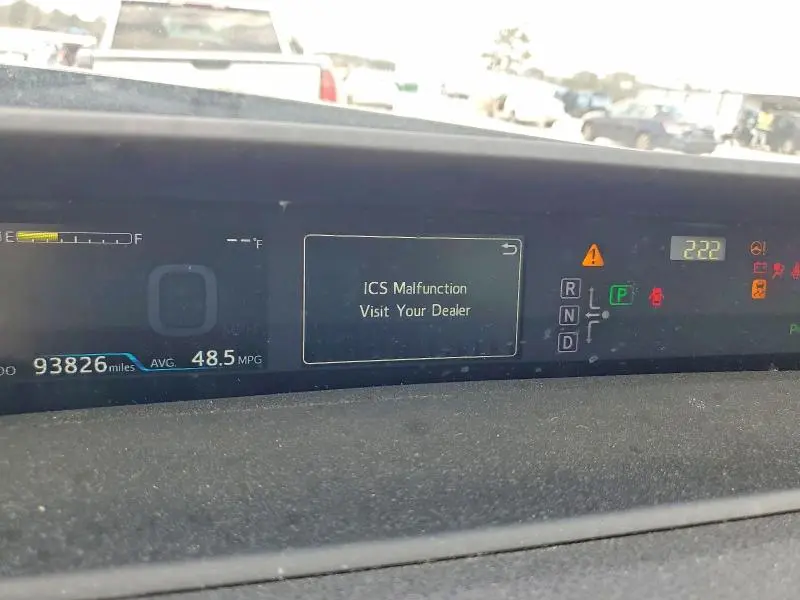 E F
--°F
0
ICS Malfunction
Visit Your Dealer
2:22
R
N
D
P
93826 miles
AVG. 48.5 MPG